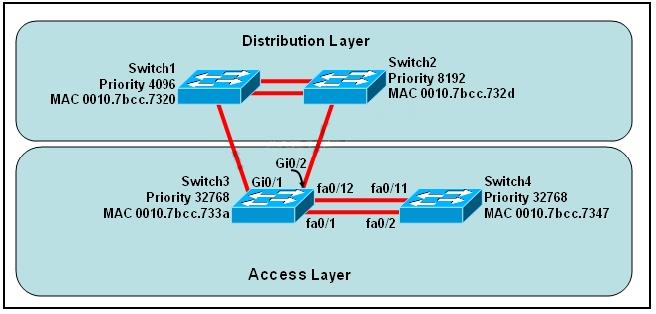 Distribution Layer
Switch1
Priority 4096
MAC 0010.7bcc.7320
Switch2
Priority 8192
MAC 0010.7bcc.732d
Switch3
Priority 32768
MAC 0010.7bcc.733a
Gi0/1
Gi0/2
fa0/12
fa0/11
fa0/1
fa0/2
Switch4
Priority 32768
MAC 0010.7bcc.7347
Access Layer